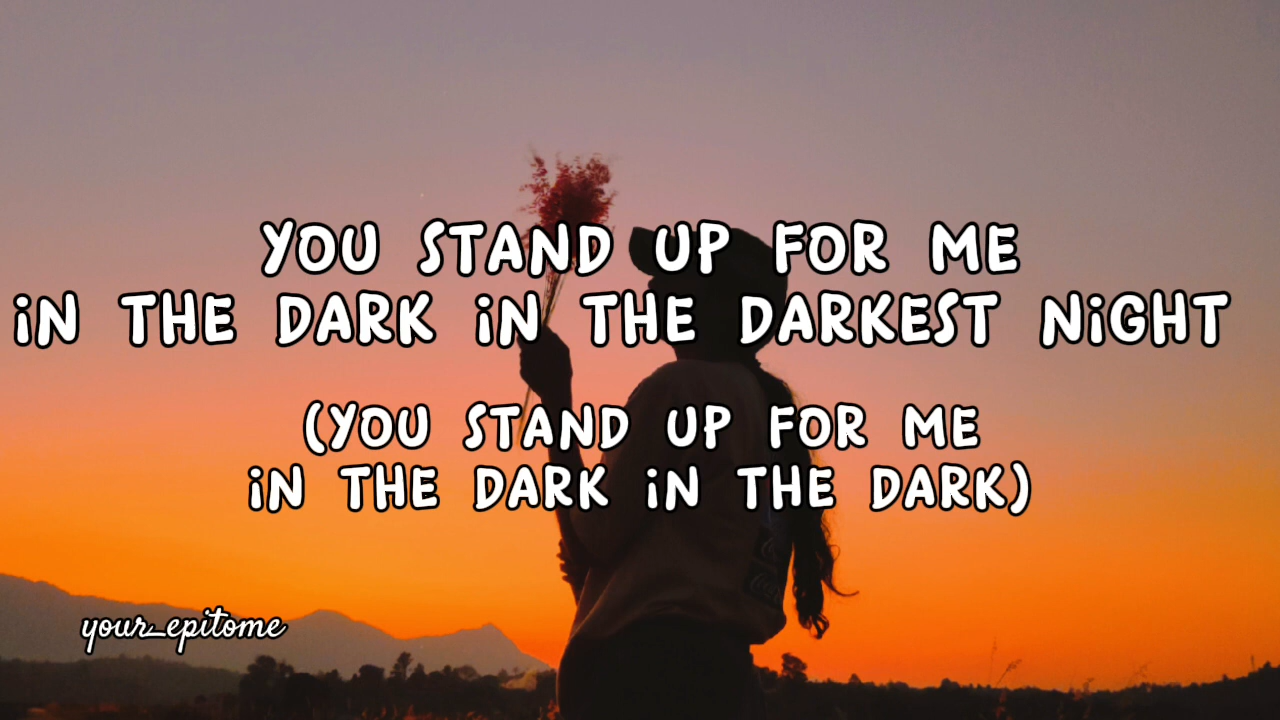 YOU STAND UP FOR ME
IN THE DARK IN THE DARKEST NIGHT
(YOU STAND UP FOR ME
IN THE DARK IN THE DARK)
your_epitome